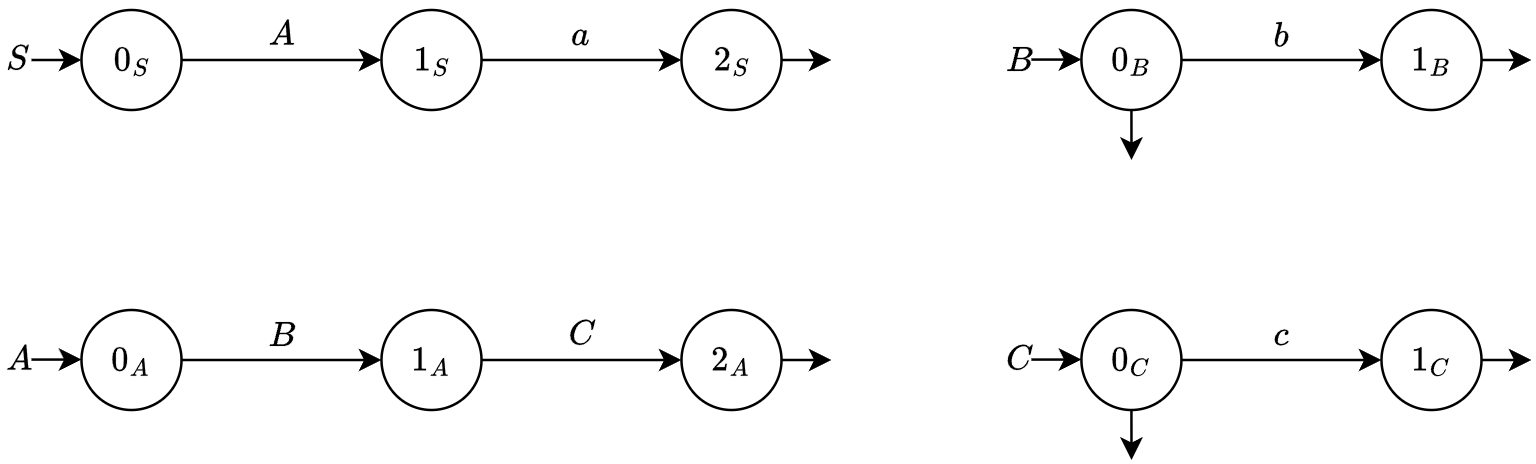 S 0_S A 1_S a 2_S
B 0_B b 1_B
A 0_A B 1_A C 2_A
C 0_C c 1_C